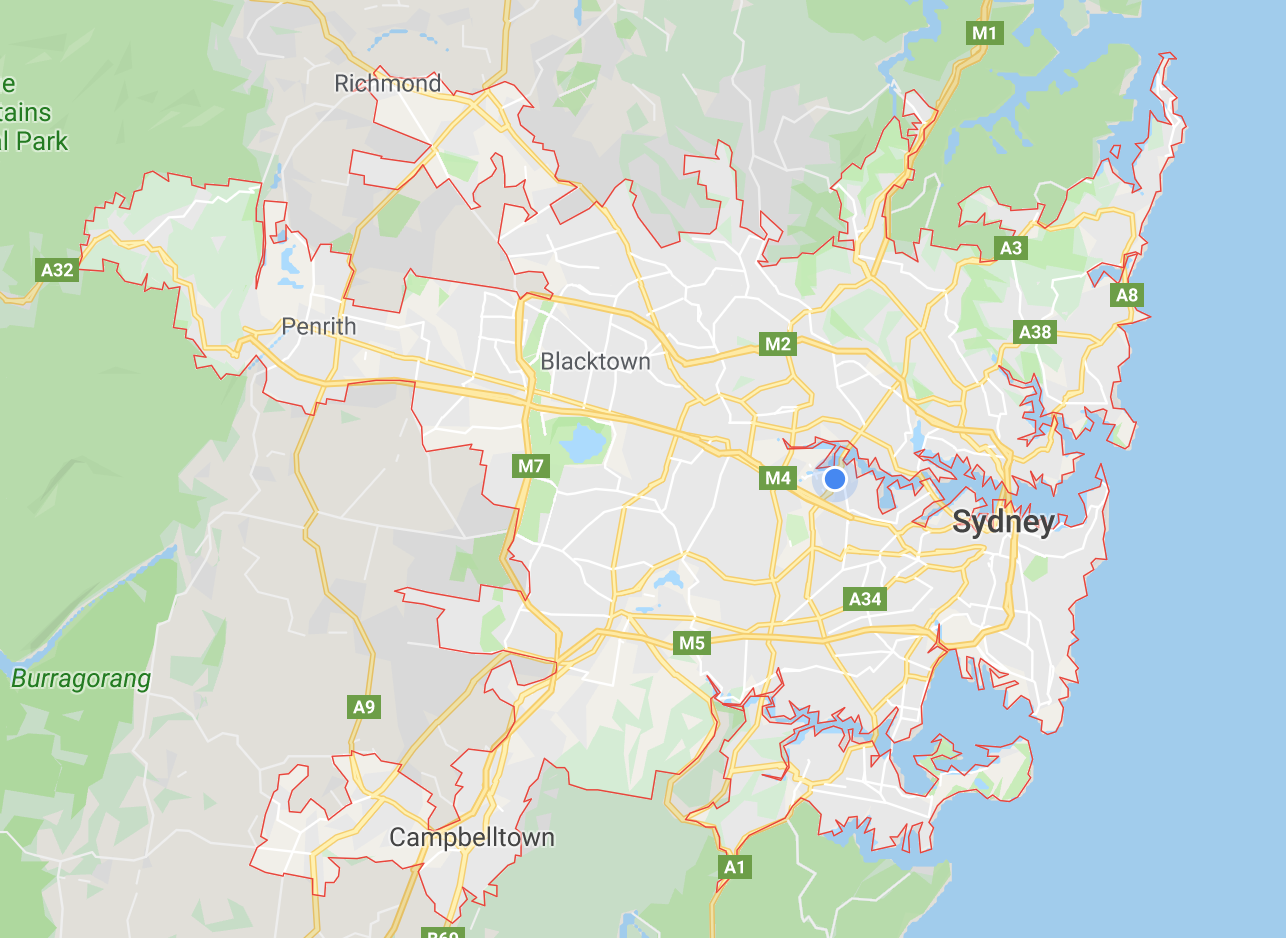 M1
Richmond
e
tains
al Park
A3
A32
A8
Penrith
A38
M2
Blacktown
M7
M4
Sydney
A34
M5
Burragorang
A9
Campbelltown
A1